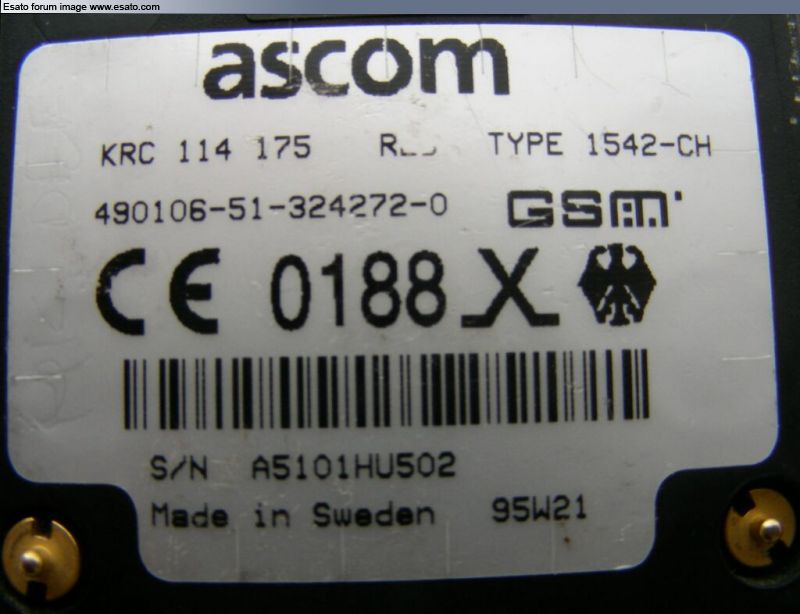 Esato forum image www.esato.com
ascom
KRC 114 175 TYPE 1542-CH
490106-51-324272-0 GSM
CE 0188 X
S/N A5101HU502
Made in Sweden 95W21